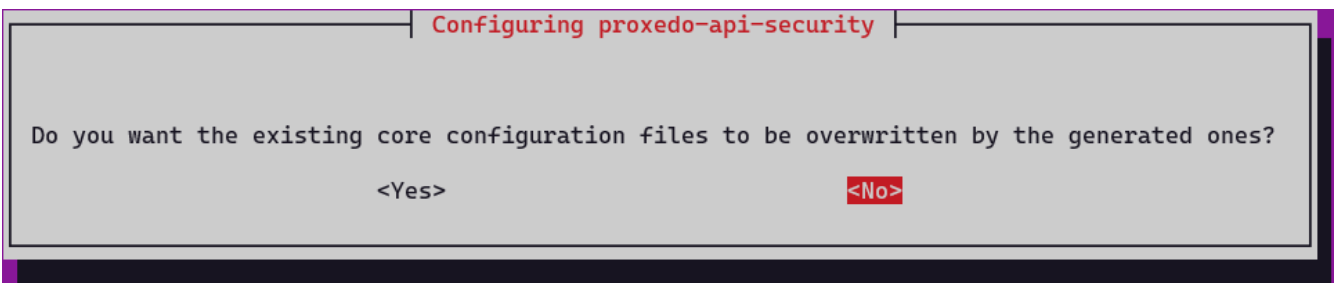 Configuring proxedo-api-security
Do you want the existing core configuration files to be overwritten by the generated ones?
<Yes> <No>